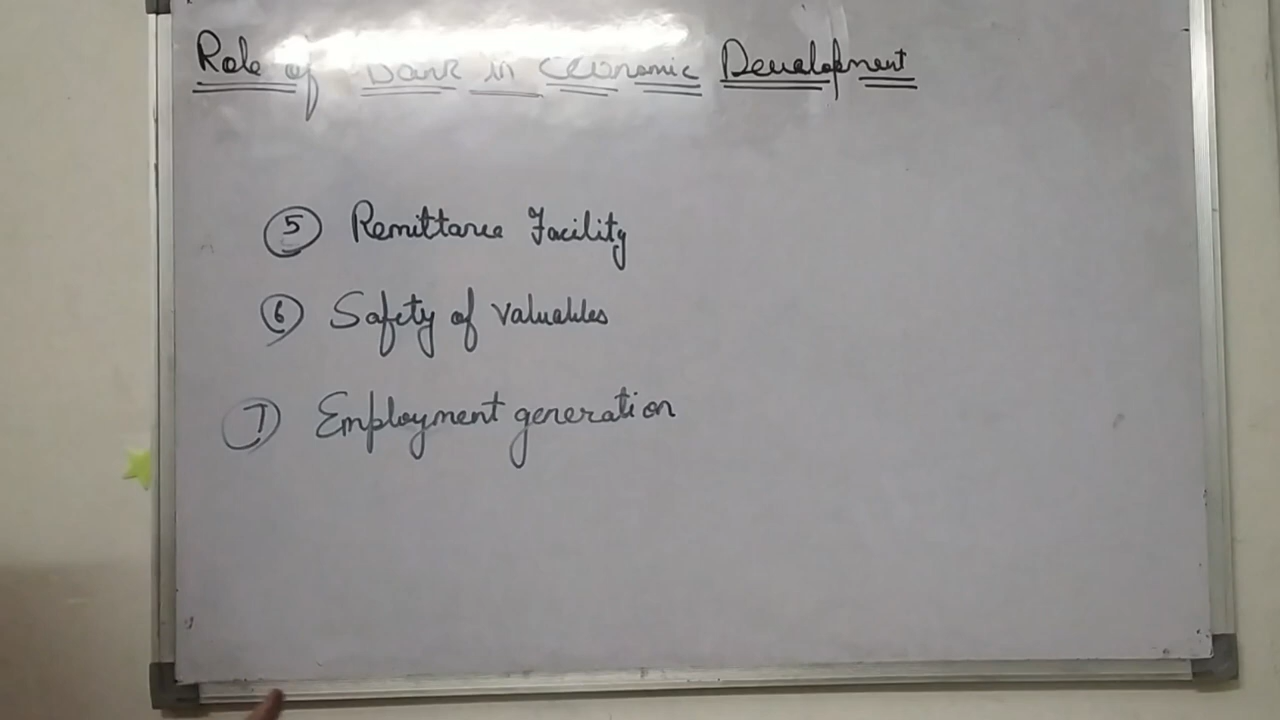 Role of Bank in Economic Development
5 Remittance Facility
6 Safety of valuables
7 Employment generation